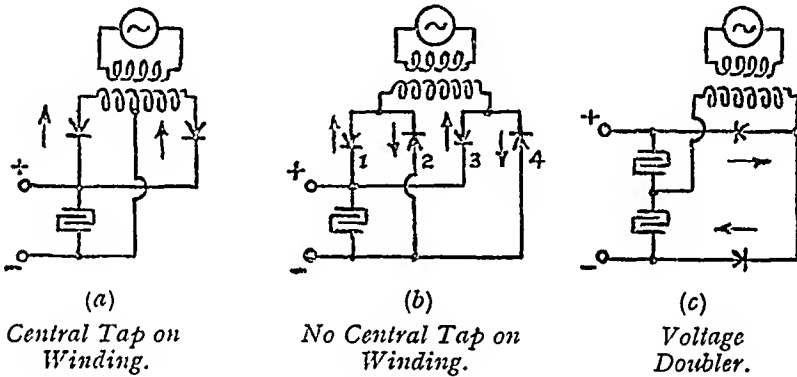 +
−
1 2 3 4
+
−
+
−
(a)
Central Tap on
Winding.
(b)
No Central Tap on
Winding.
(c)
Voltage
Doubler.